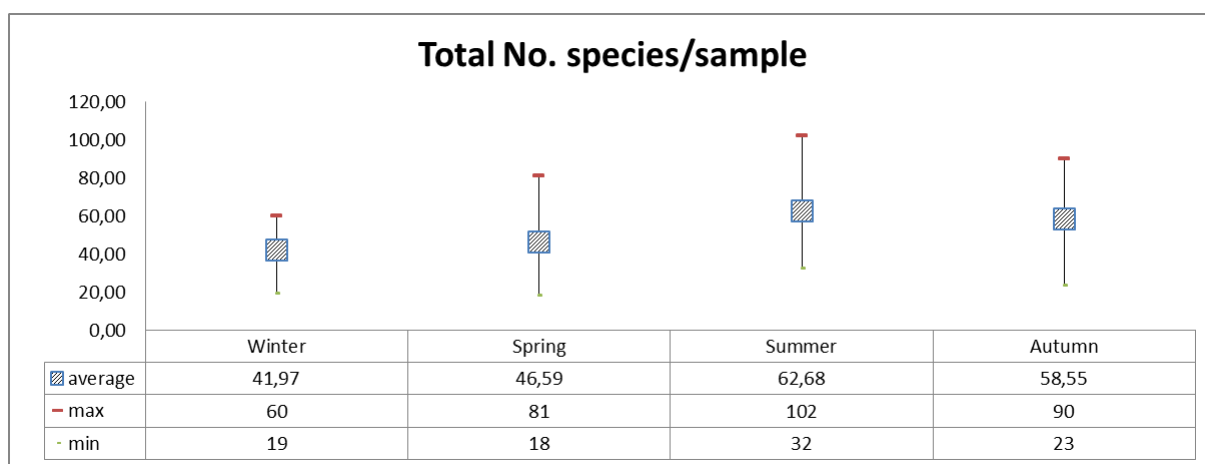 Total No. species/sample
120,00
100,00
80,00
60,00
40,00
20,00
0,00
Winter Spring Summer Autumn
average 41,97 46,59 62,68 58,55
max 60 81 102 90
min 19 18 32 23